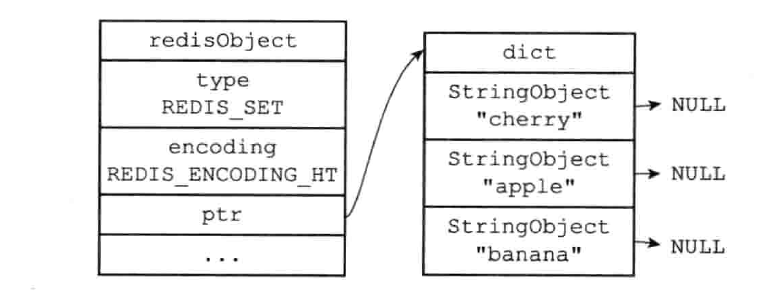 redisObject
type
REDIS_SET
encoding
REDIS_ENCODING_HT
ptr
...
dict
StringObject
"cherry"
NULL
StringObject
"apple"
NULL
StringObject
"banana"
NULL